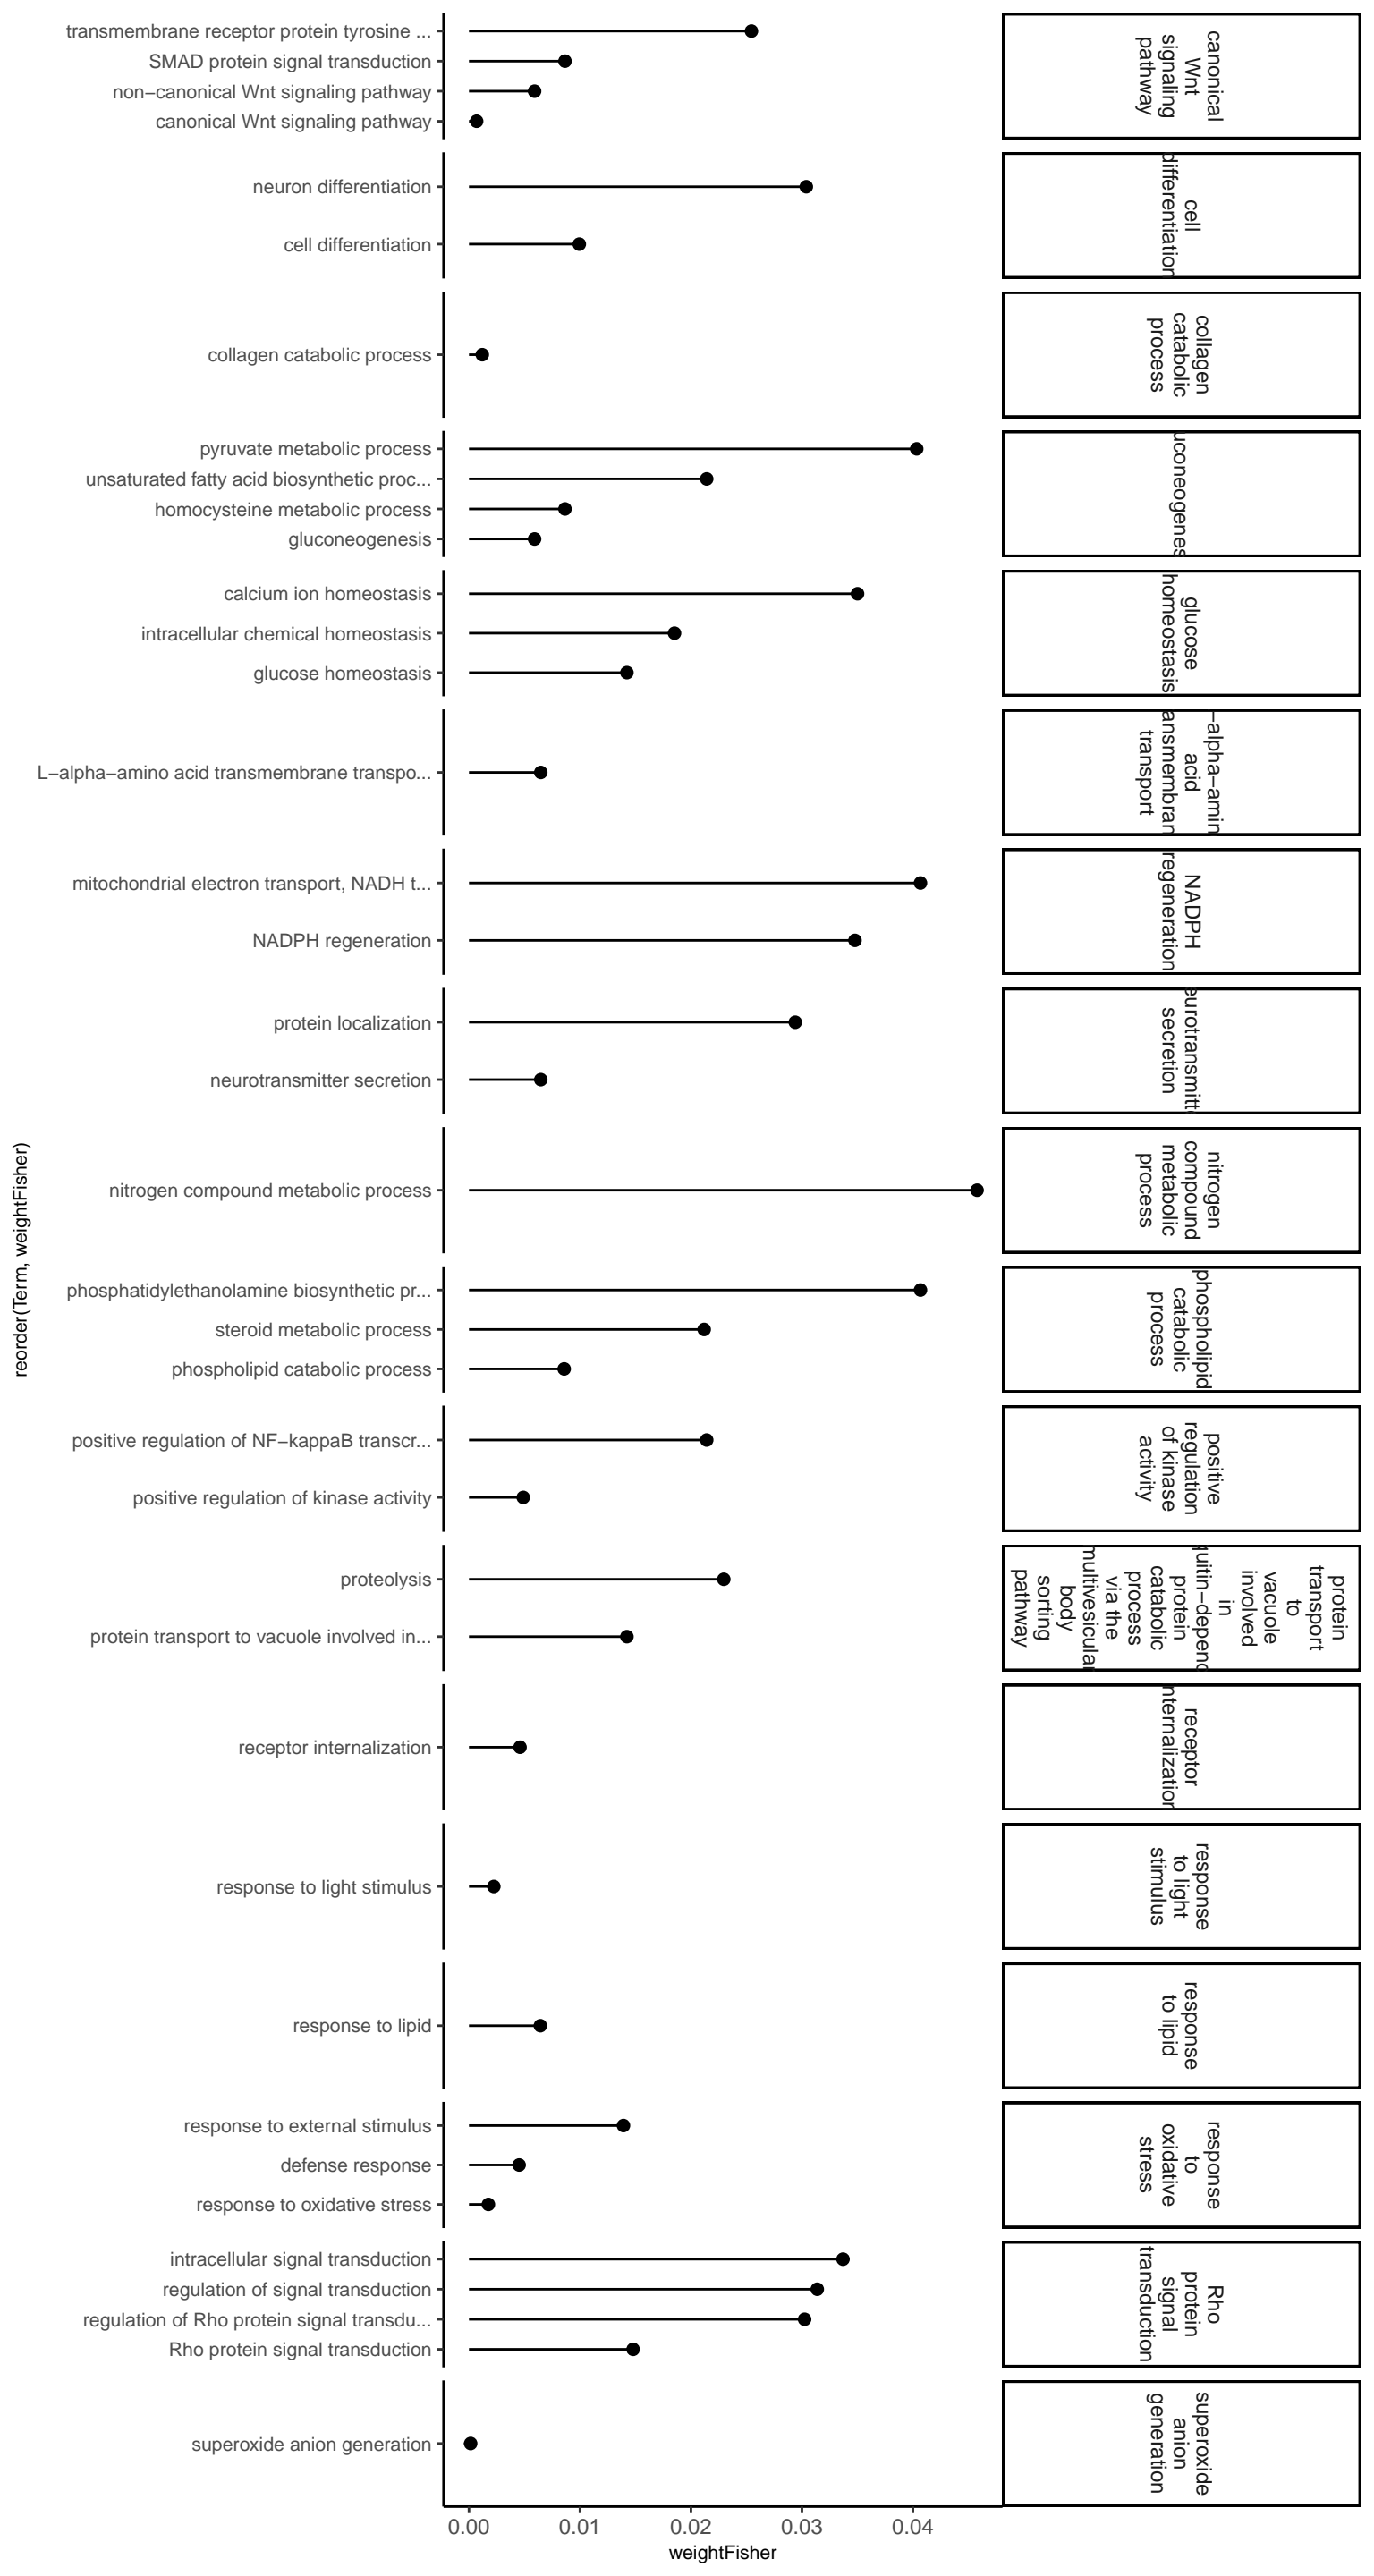 transmembrane receptor protein tyrosine ...
SMAD protein signal transduction
non−canonical Wnt signaling pathway
canonical Wnt signaling pathway
canonical
Wnt
signaling
pathway
neuron differentiation
cell differentiation
cell
differentiation
collagen catabolic process
collagen
catabolic
process
pyruvate metabolic process
unsaturated fatty acid biosynthetic proc...
homocysteine metabolic process
gluconeogenesis
uconeogenes
calcium ion homeostasis
intracellular chemical homeostasis
glucose homeostasis
glucose
homeostasis
L−alpha−amino acid transmembrane transpo...
−alpha−amin
acid
ansmembran
transport
mitochondrial electron transport, NADH t...
NADPH regeneration
NADPH
regeneration
protein localization
neurotransmitter secretion
eurotransmitt
secretion
nitrogen compound metabolic process
nitrogen
compound
metabolic
process
phosphatidylethanolamine biosynthetic pr...
steroid metabolic process
phospholipid catabolic process
phospholipid
catabolic
process
positive regulation of NF−kappaB transcr...
positive regulation of kinase activity
positive
regulation
of kinase
activity
proteolysis
protein transport to vacuole involved in...
protein
transport
to
vacuole
involved
in
quitin−depend
protein
catabolic
process
via the
multivesicular
body
sorting
pathway
receptor internalization
receptor
nternalization
response to light stimulus
response
to light
stimulus
response to lipid
response
to lipid
response to external stimulus
defense response
response to oxidative stress
response
to
oxidative
stress
intracellular signal transduction
regulation of signal transduction
regulation of Rho protein signal transdu...
Rho protein signal transduction
Rho
protein
signal
transduction
superoxide anion generation
superoxide
anion
generation
0.00 0.01 0.02 0.03 0.04
weightFisher
reorder(Term, weightFisher)